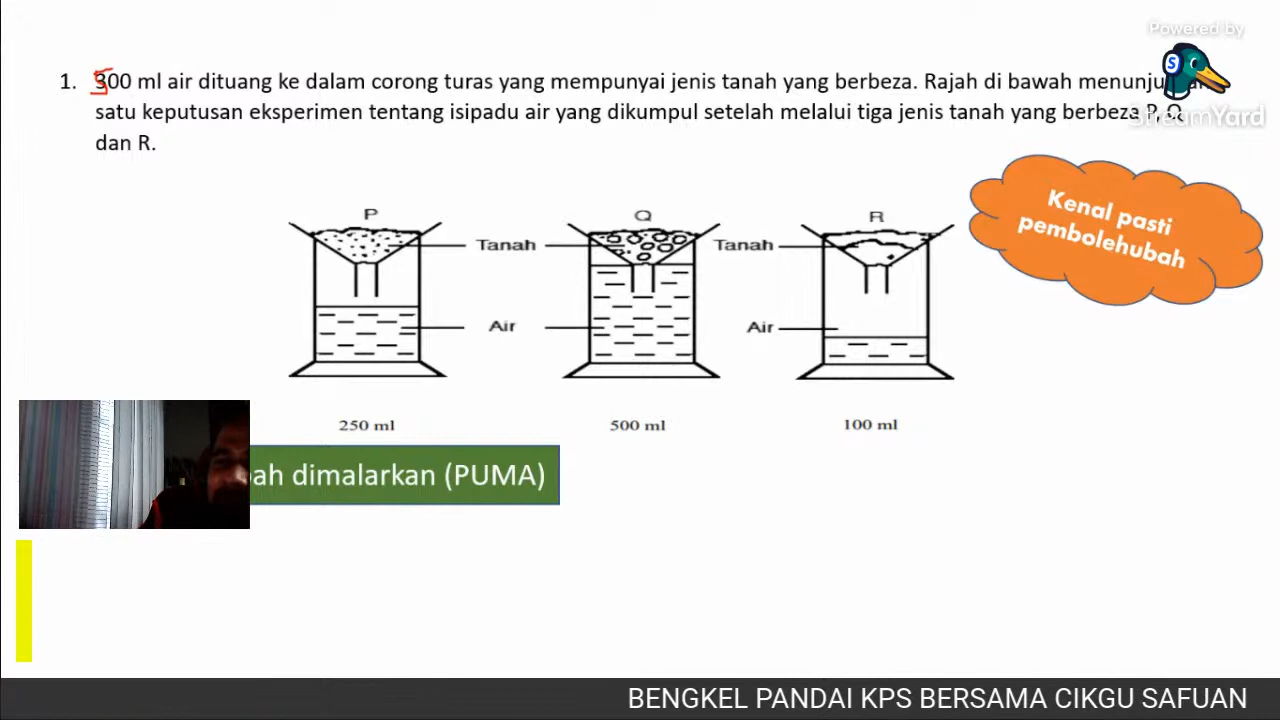 Powered by
StreamYard
1. 500 ml air dituang ke dalam corong turas yang mempunyai jenis tanah yang berbeza. Rajah di bawah
satu keputusan eksperimen tentang isipadu air yang dikumpul setelah melalui tiga jenis tanah yang berbeza P, Q
dan R.
Kenal pasti
pembolehubah
P Q R
Tanah Tanah
Air Air
250 ml 500 ml 100 ml
dimalarkan (PUMA)
BENGKEL PANDAI KPS BERSAMA CIKGU SAFUAN